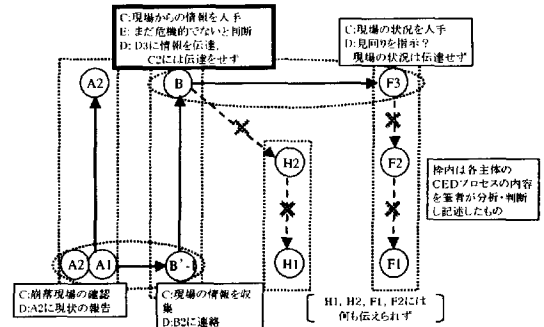 C:現場からの情報を入手
E:まだ危機的でないと判断
D:D3に情報を伝達,
C2には伝達をせず
C:現場の状況を入手
D:見回りを指示?
現場の状況は伝達せず
A2
B
F3
H2
F2
枠内は各主体の
CEDプロセスの内容
を筆者が分析・判断
し記述したもの
A2
A1
H1
F1
C:崩落現場の確認
D:A2に現状の報告
C:現場の情報を収
集
D:B2に連絡
H1, H2, F1, F2には
何も伝えられず